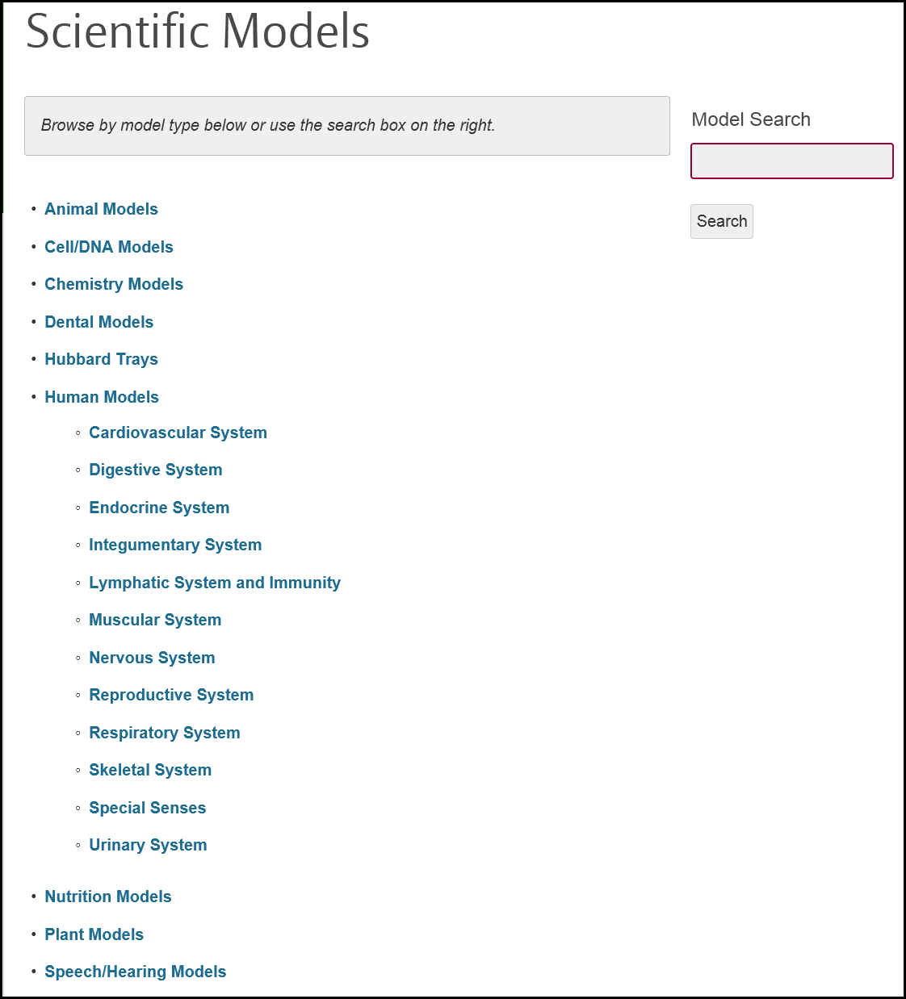 Scientific Models
Browse by model type below or use the search box on the right.
Model Search
Search
• Animal Models
• Cell/DNA Models
• Chemistry Models
• Dental Models
• Hubbard Trays
• Human Models
◦ Cardiovascular System
◦ Digestive System
◦ Endocrine System
◦ Integumentary System
◦ Lymphatic System and Immunity
◦ Muscular System
◦ Nervous System
◦ Reproductive System
◦ Respiratory System
◦ Skeletal System
◦ Special Senses
◦ Urinary System
• Nutrition Models
• Plant Models
• Speech/Hearing Models